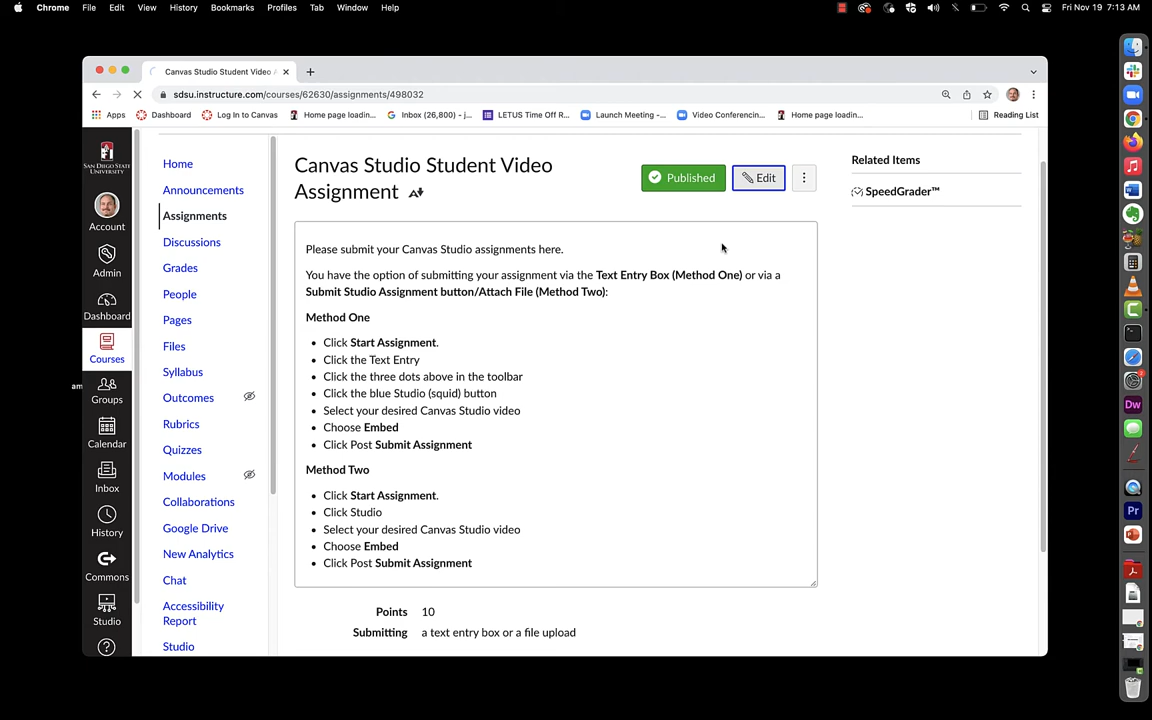 Chrome File Edit View History Bookmarks Profiles Tab Window Help Fri Nov 19 7:13 AM
Canvas Studio Student Video A
sdsu.instructure.com/courses/62630/assignments/498032
Apps Dashboard Log In to Canvas Home page loadin... Inbox (26,800) – j... LETUS Time Off R... Launch Meeting -... Video Conferencin... Home page loadin... Reading List
SAN DIEGO STATE
UNIVERSITY
Account
Admin
Dashboard
Courses
am
Groups
Calendar
Inbox
History
Commons
Studio
Home
Announcements
Assignments
Discussions
Grades
People
Pages
Files
Syllabus
Outcomes
Rubrics
Quizzes
Modules
Collaborations
Google Drive
New Analytics
Chat
Accessibility
Report
Studio
Canvas Studio Student Video
Assignment
Published Edit
Please submit your Canvas Studio assignments here.
You have the option of submitting your assignment via the Text Entry Box (Method One) or via a
Submit Studio Assignment button/Attach File (Method Two):
Method One
• Click Start Assignment.
• Click the Text Entry
• Click the three dots above in the toolbar
• Click the blue Studio (squid) button
• Select your desired Canvas Studio video
• Choose Embed
• Click Post Submit Assignment
Method Two
• Click Start Assignment.
• Click Studio
• Select your desired Canvas Studio video
• Choose Embed
• Click Post Submit Assignment
Points 10
Submitting a text entry box or a file upload
Related Items
SpeedGrader™
Dw
Pr